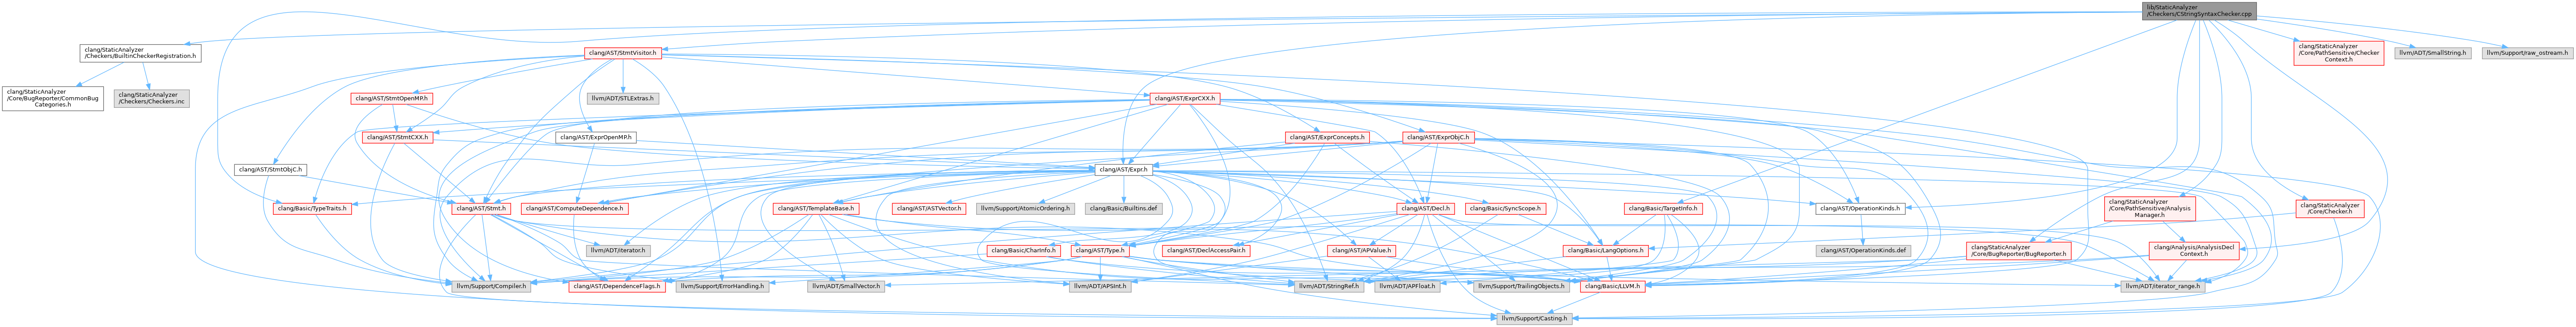 lib/StaticAnalyzer
/Checkers/CStringSyntaxChecker.cpp
clang/StaticAnalyzer
/Checkers/BuiltinCheckerRegistration.h
clang/AST/StmtVisitor.h
clang/StaticAnalyzer
/Core/PathSensitive/Checker
Context.h
llvm/ADT/SmallString.h
llvm/Support/raw_ostream.h
clang/StaticAnalyzer
/Core/BugReporter/CommonBug
Categories.h
clang/StaticAnalyzer
/Checkers/Checkers.inc
clang/AST/StmtOpenMP.h
llvm/ADT/STLExtras.h
clang/AST/ExprCXX.h
clang/AST/StmtCXX.h
clang/AST/ExprOpenMP.h
clang/AST/ExprConcepts.h
clang/AST/ExprObjC.h
clang/AST/StmtObjC.h
clang/AST/Expr.h
clang/Basic/TypeTraits.h
clang/AST/Stmt.h
clang/AST/ComputeDependence.h
clang/AST/TemplateBase.h
clang/AST/ASTVector.h
llvm/Support/AtomicOrdering.h
clang/Basic/Builtins.def
clang/AST/Decl.h
clang/Basic/SyncScope.h
clang/Basic/TargetInfo.h
clang/AST/OperationKinds.h
clang/StaticAnalyzer
/Core/PathSensitive/Analysis
Manager.h
clang/StaticAnalyzer
/Core/Checker.h
llvm/ADT/iterator.h
clang/Basic/CharInfo.h
clang/AST/Type.h
clang/AST/DeclAccessPair.h
clang/AST/APValue.h
clang/Basic/LangOptions.h
clang/AST/OperationKinds.def
clang/StaticAnalyzer
/Core/BugReporter/BugReporter.h
clang/Analysis/AnalysisDecl
Context.h
llvm/Support/Compiler.h
clang/AST/DependenceFlags.h
llvm/Support/ErrorHandling.h
llvm/ADT/SmallVector.h
llvm/ADT/APSInt.h
llvm/ADT/StringRef.h
llvm/ADT/APFloat.h
llvm/Support/TrailingObjects.h
clang/Basic/LLVM.h
llvm/ADT/iterator_range.h
llvm/Support/Casting.h